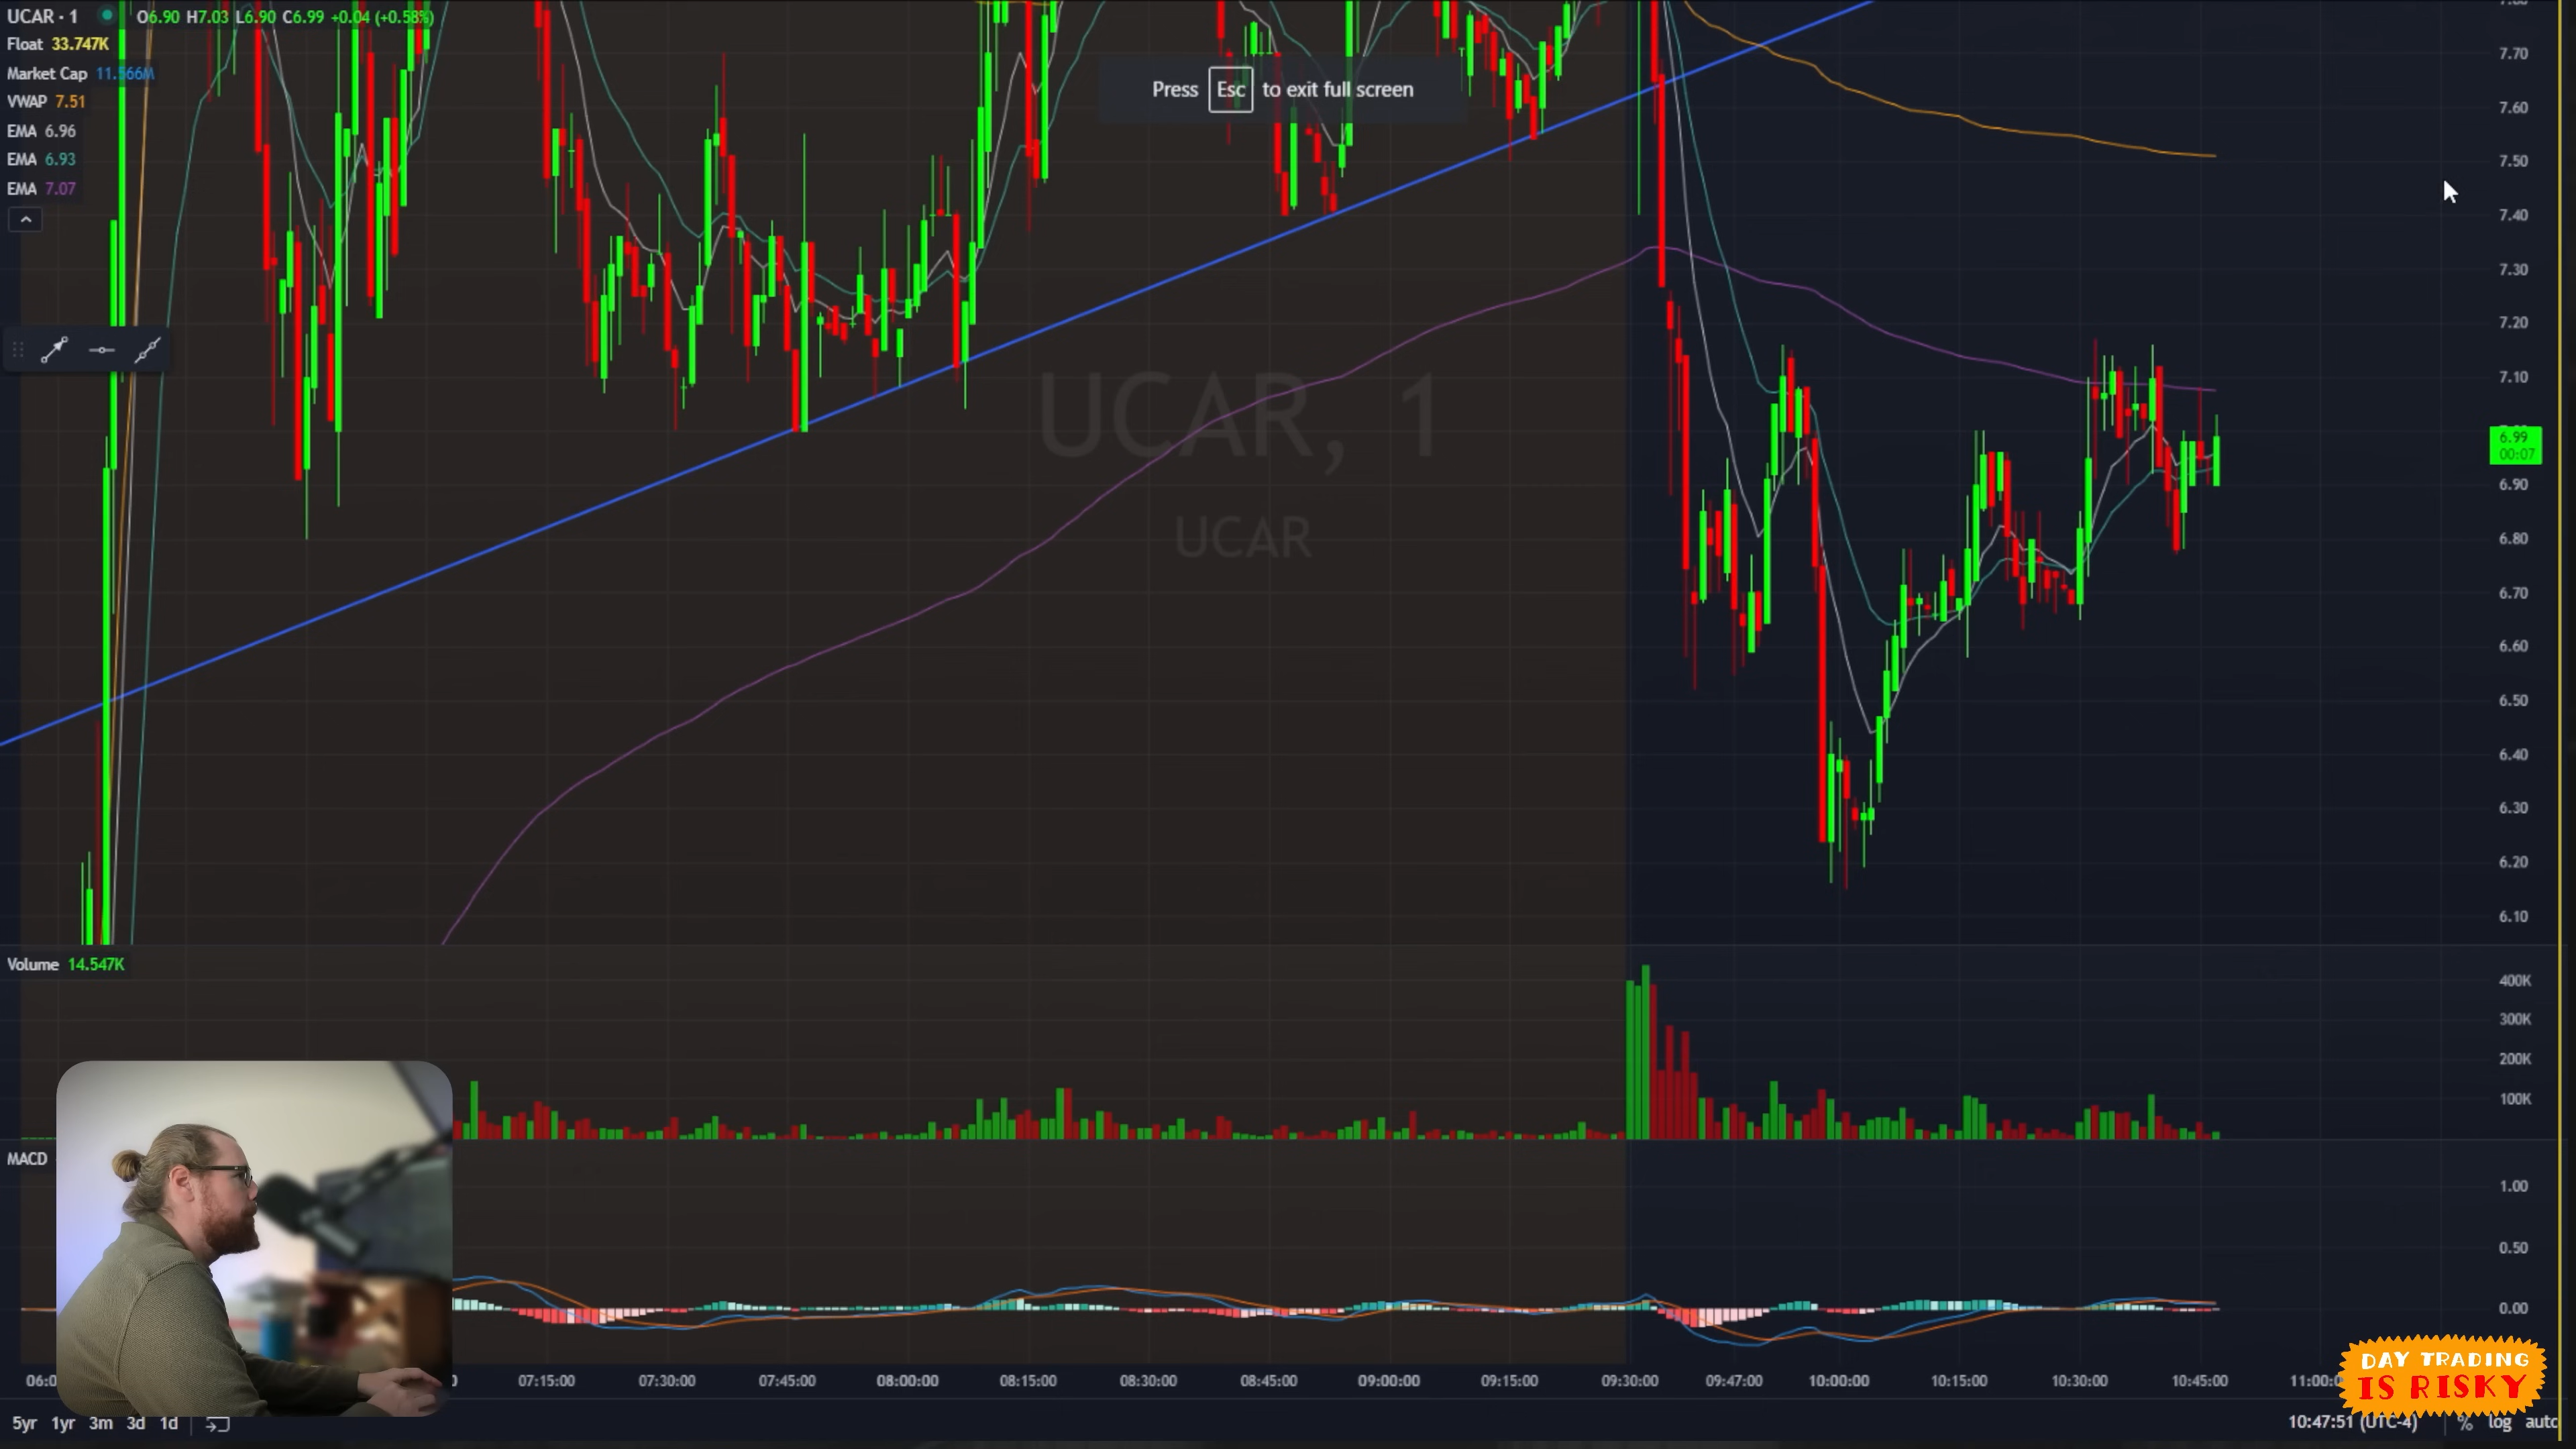 UCAR · 1 O6.90 H7.03 L6.90 C6.99 +0.04 (+0.58%)
Float 33.747K
Market Cap 11.566M
VWAP 7.51
EMA 6.96
EMA 6.93
EMA 7.07
Press Esc to exit full screen
7.70
7.60
7.50
7.40
7.30
7.20
7.10
6.99
00:07
6.90
6.80
6.70
6.60
6.50
6.40
6.30
6.20
6.10
UCAR, 1
UCAR
Volume 14.547K
400K
300K
200K
100K
MACD
1.00
0.50
0.00
DAY TRADING
IS RISKY
07:15:00 07:30:00 07:45:00 08:00:00 08:15:00 08:30:00 08:45:00 09:00:00 09:15:00 09:30:00 09:47:00 10:00:00 10:15:00 10:30:00 10:45:00
5yr 1yr 3m 3d 1d
10:47:51 (UTC-4) % log auto